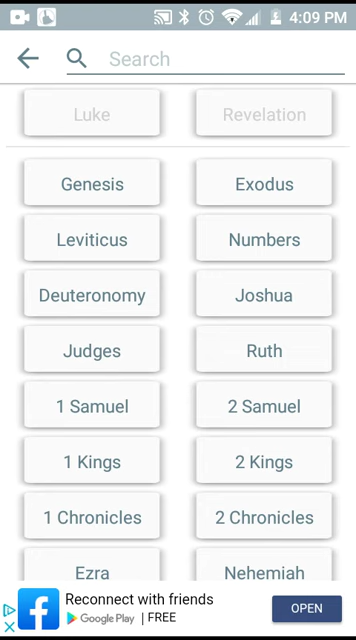 4:09 PM
Search
Luke Revelation
Genesis Exodus
Leviticus Numbers
Deuteronomy Joshua
Judges Ruth
1 Samuel 2 Samuel
1 Kings 2 Kings
1 Chronicles 2 Chronicles
Ezra Nehemiah
Reconnect with friends
Google Play | FREE
OPEN